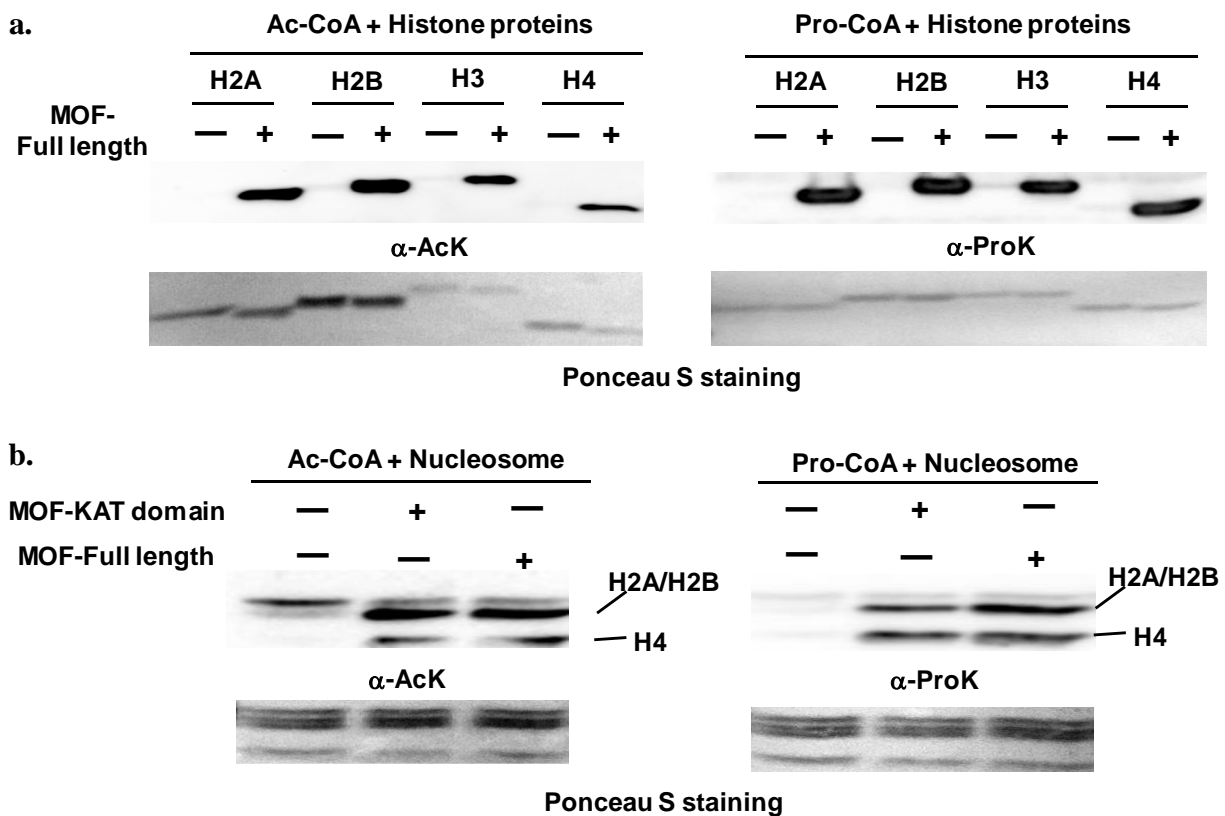 a.
Ac-CoA + Histone proteins
Pro-CoA + Histone proteins
H2A H2B H3 H4
H2A H2B H3 H4
MOF-
Full length
— + — + — + — +
— + — + — + — +
α-AcK
α-ProK
Ponceau S staining
b.
Ac-CoA + Nucleosome
Pro-CoA + Nucleosome
MOF-KAT domain — + —
— + —
MOF-Full length — — +
— — +
H2A/H2B
H4
H2A/H2B
H4
α-AcK
α-ProK
Ponceau S staining